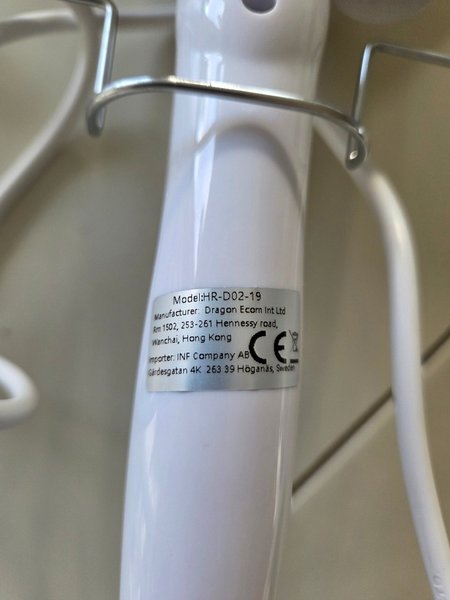 Model:HR-D02-19
Manufacturer: Dragon Ecom Int Ltd
Rm 1502, 253-261 Hennessy road,
Wanchai, Hong Kong
Importer: INF Company AB
Gärdesgatan 4K 263 39 Höganäs, Sweden
CE